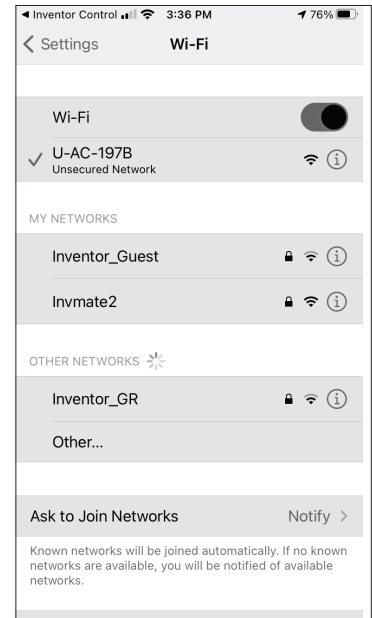 ◀ Inventor Control 3:36 PM 76%
Settings Wi-Fi
Wi-Fi
U-AC-197B
Unsecured Network
MY NETWORKS
Inventor_Guest
Invmate2
OTHER NETWORKS
Inventor_GR
Other...
Ask to Join Networks Notify >
Known networks will be joined automatically. If no known
networks are available, you will be notified of available
networks.